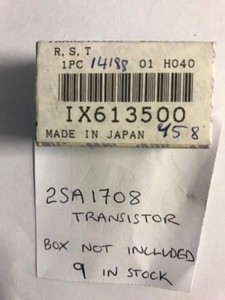 R, S, T
1PC 14188 01 H040
IX613500
MADE IN JAPAN 458
2SA1708
TRANSISTOR
BOX NOT INCLUDED
9 IN STOCK